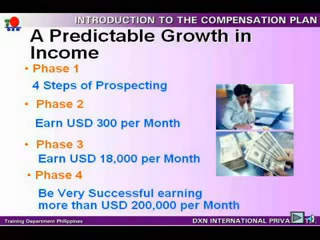 INTRODUCTION TO THE COMPENSATION PLAN
DXN
A Predictable Growth in
Income
• Phase 1
4 Steps of Prospecting
• Phase 2
Earn USD 300 per Month
• Phase 3
Earn USD 18,000 per Month
• Phase 4
Be Very Successful earning
more than USD 200,000 per Month
Training Department Philippines
DXN INTERNATIONAL PRIVA